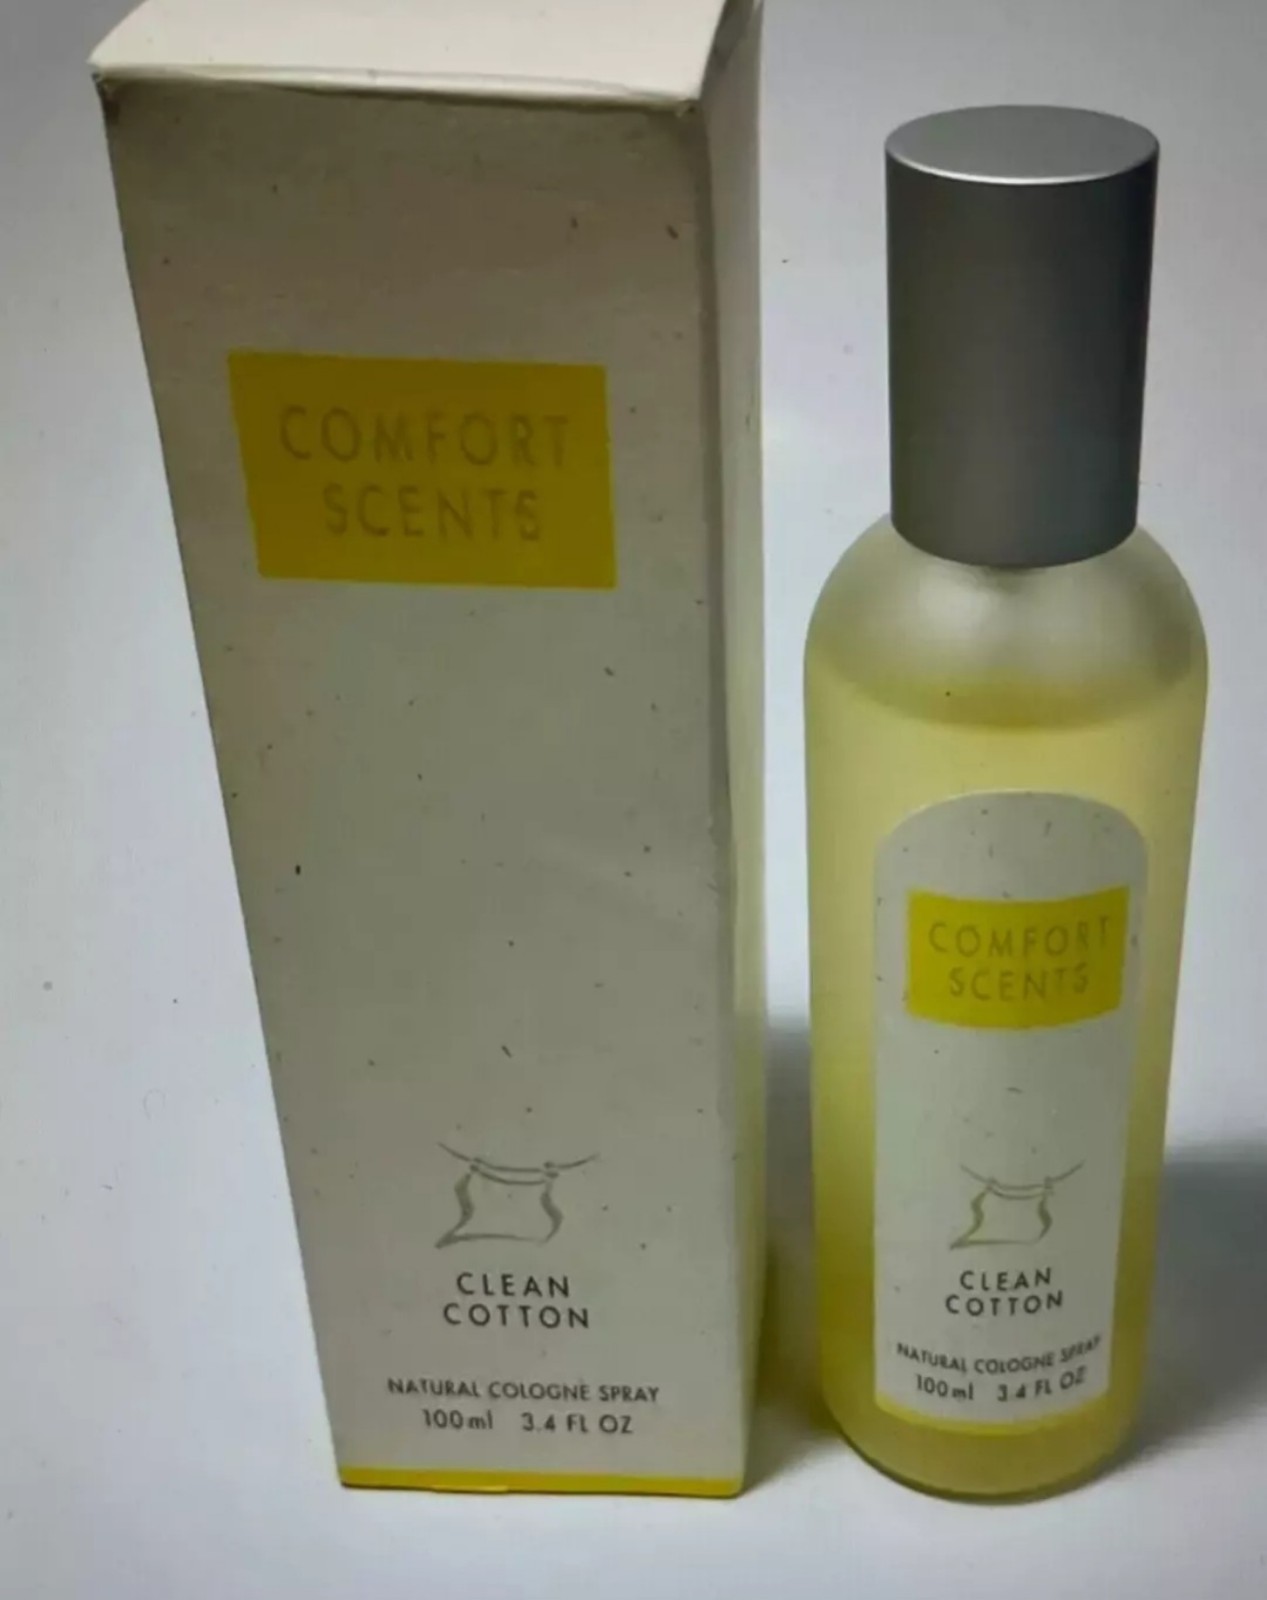 COMFORT
SCENTS
CLEAN
COTTON
NATURAL COLOGNE SPRAY
100ml 3.4 FL OZ
COMFORT
SCENTS
CLEAN
COTTON
NATURAL COLOGNE SPRAY
100ml 3.4 FL OZ